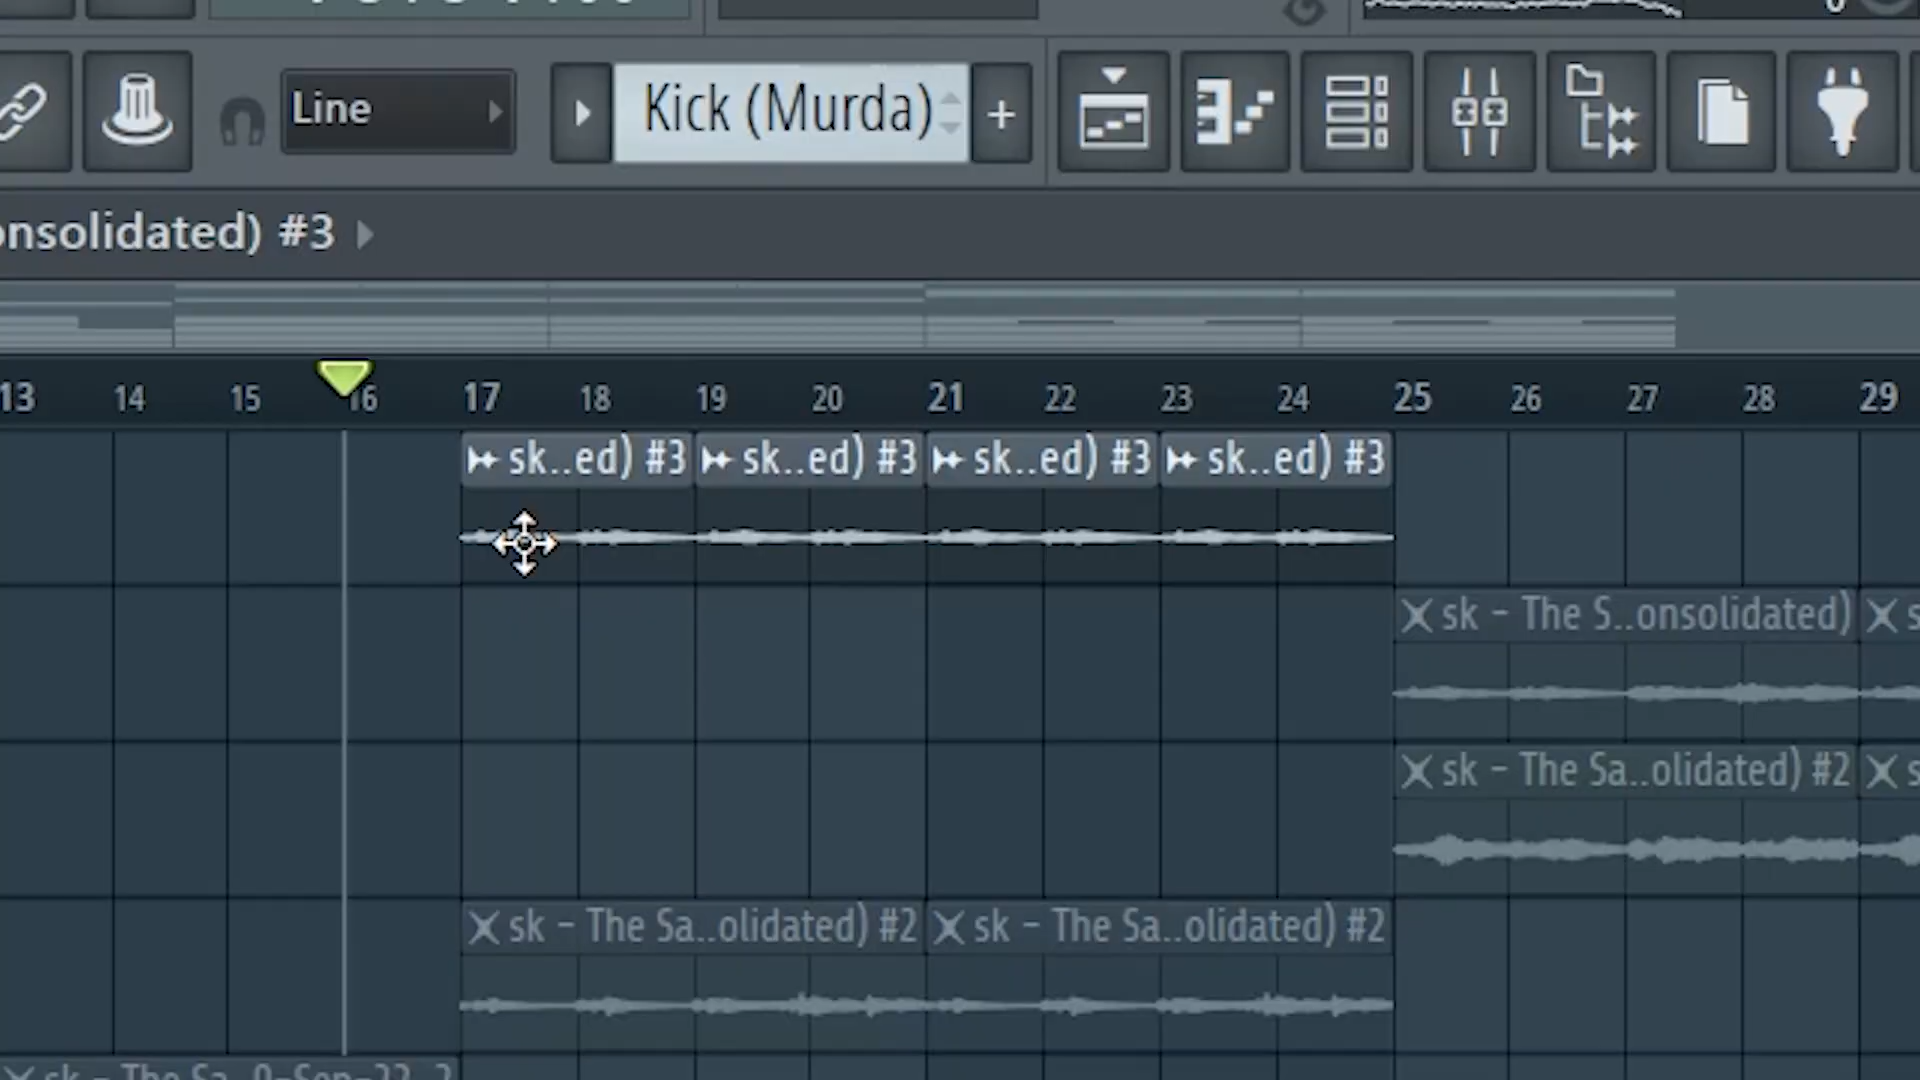 Line
Kick (Murda)
+
onsolidated) #3
13 14 15 16 17 18 19 20 21 22 23 24 25 26 27 28 29
sk..ed) #3 sk..ed) #3 sk..ed) #3 sk..ed) #3
sk - The S..onsolidated) s
sk - The Sa..olidated) #2 s
sk - The Sa..olidated) #2 sk - The Sa..olidated) #2